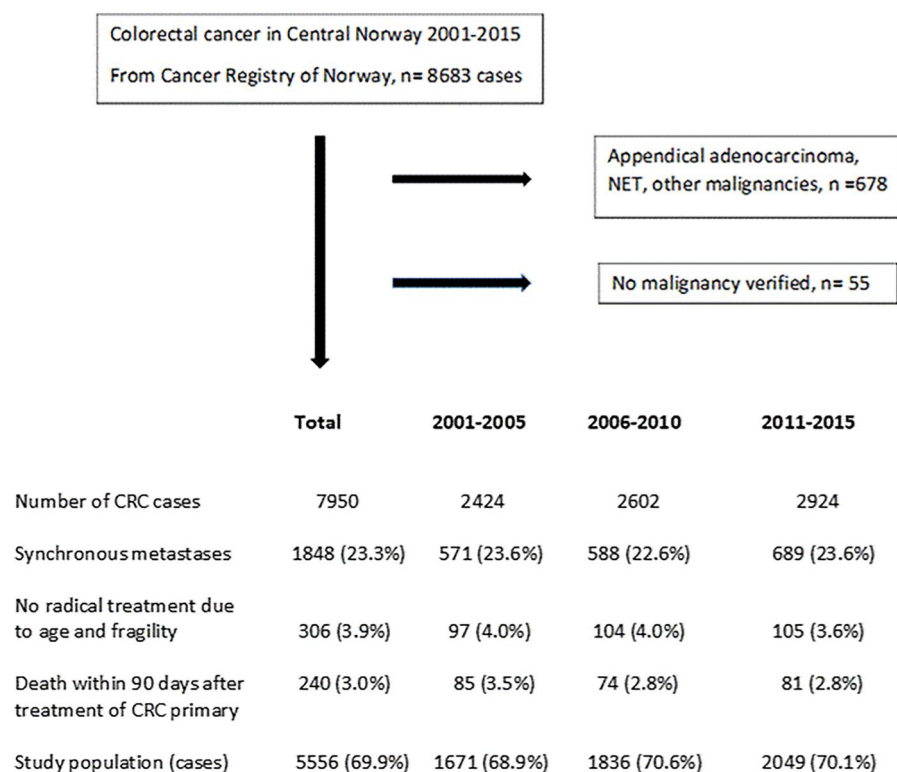 Colorectal cancer in Central Norway 2001-2015
From Cancer Registry of Norway, n= 8683 cases
Appendical adenocarcinoma,
NET, other malignancies, n =678
No malignancy verified, n= 55
Total 2001-2005 2006-2010 2011-2015
Number of CRC cases 7950 2424 2602 2924
Synchronous metastases 1848 (23.3%) 571 (23.6%) 588 (22.6%) 689 (23.6%)
No radical treatment due
to age and fragility 306 (3.9%) 97 (4.0%) 104 (4.0%) 105 (3.6%)
Death within 90 days after 240 (3.0%) 85 (3.5%) 74 (2.8%) 81 (2.8%)
treatment of CRC primary
Study population (cases) 5556 (69.9%) 1671 (68.9%) 1836 (70.6%) 2049 (70.1%)